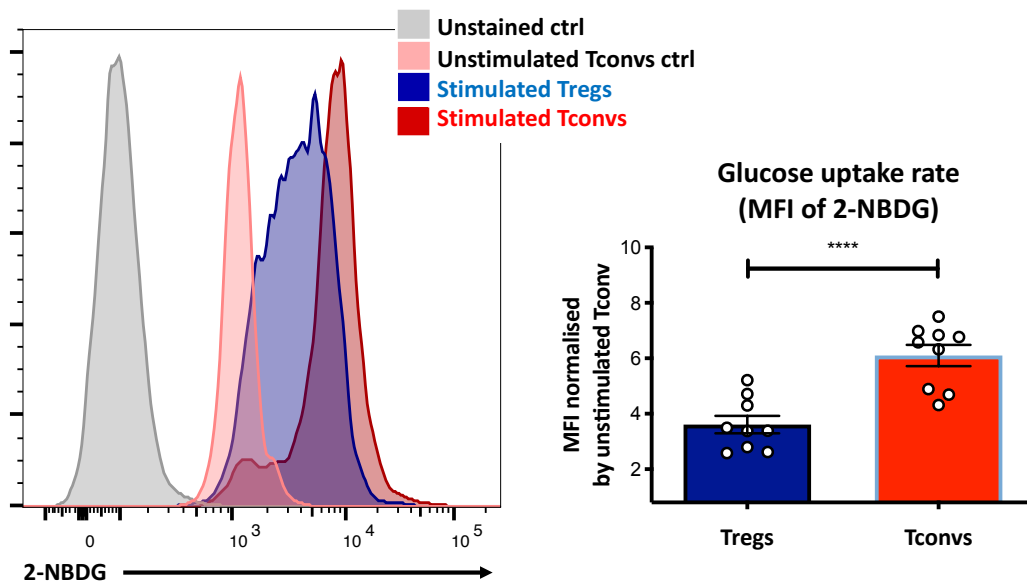 Unstained ctrl
Unstimulated Tconvs ctrl
Stimulated Tregs
Stimulated Tconvs
0
10 3
10 4
10 5
2-NBDG
Glucose uptake rate
(MFI of 2-NBDG)
****
MFI normalised
by unstimulated Tconv
10
8
6
4
2
Tregs
Tconvs